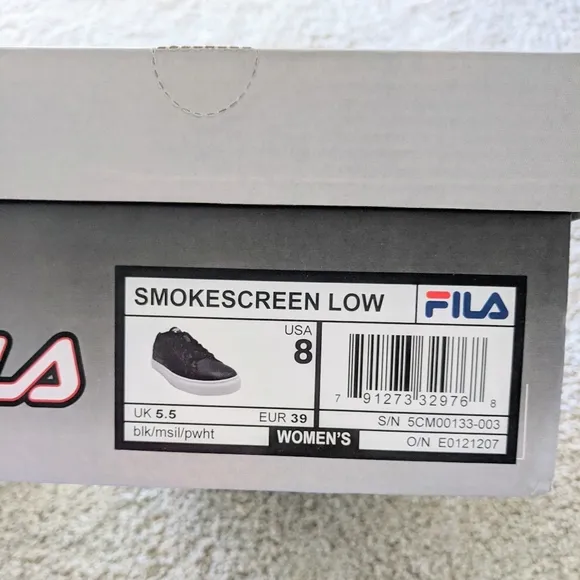 SMOKESCREEN LOW
FILA
USA
8
7 91273 32976 8
UK 5.5 EUR 39
S/N 5CM00133-003
blk/msil/pwht
WOMEN'S
O/N E0121207